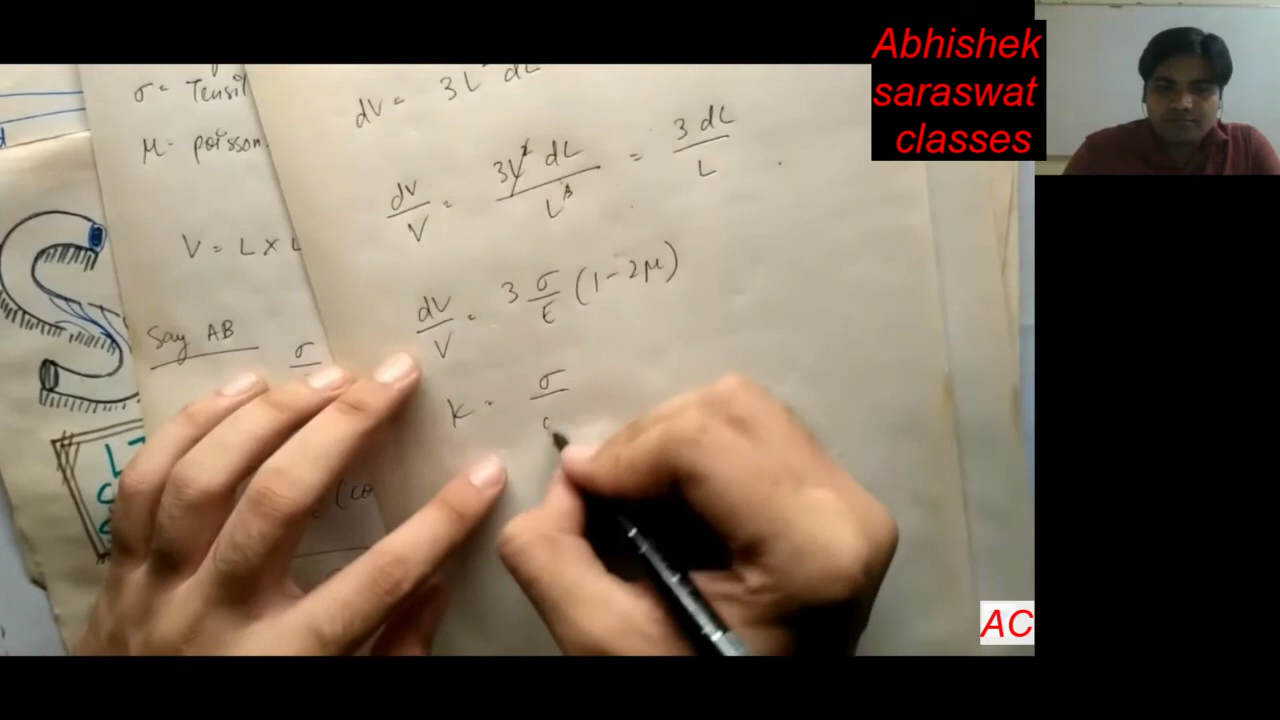 Abhishek
saraswat
classes
σ = Tensil
μ = poisson
V = L x L
Say AB
σ
(co
dV = 3L² dL
dV/V = 3L² dL / L³ = 3 dL / L
dV/V = 3 σ/E (1-2μ)
K = σ
AC